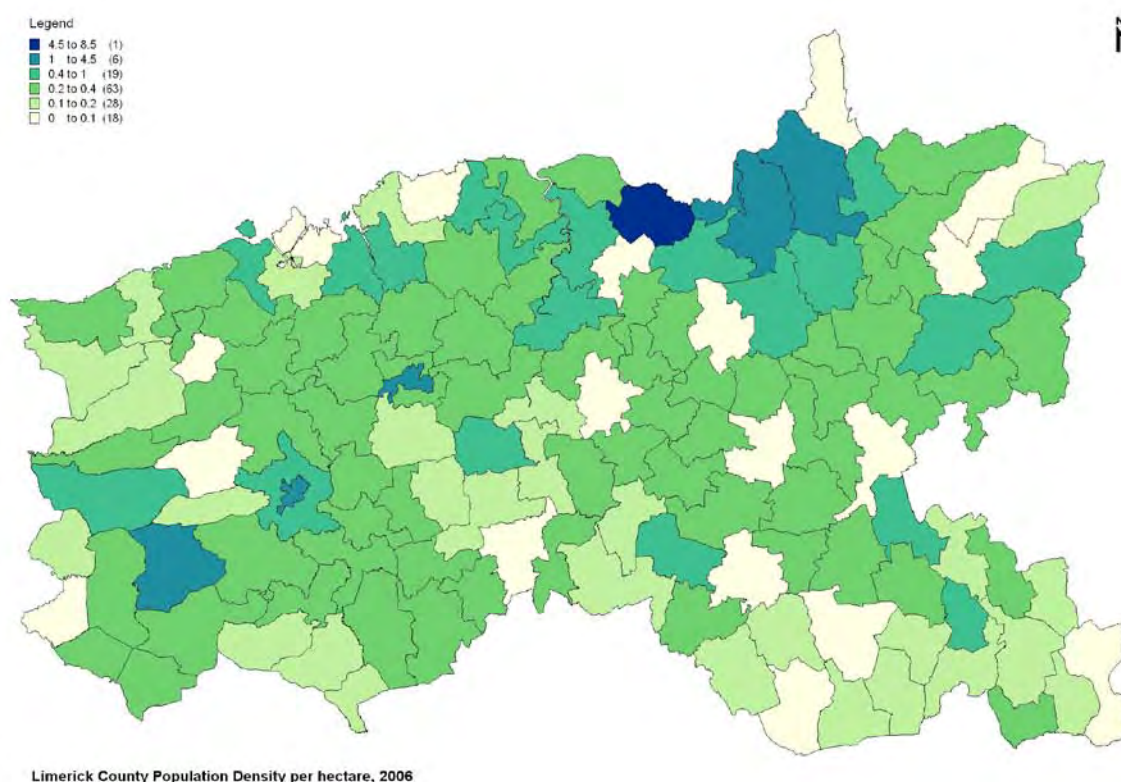 Legend
4.5 to 8.5 (1)
1 to 4.5 (6)
0.4 to 1 (19)
0.2 to 0.4 (63)
0.1 to 0.2 (28)
0 to 0.1 (18)
N
Limerick County Population Density per hectare, 2006